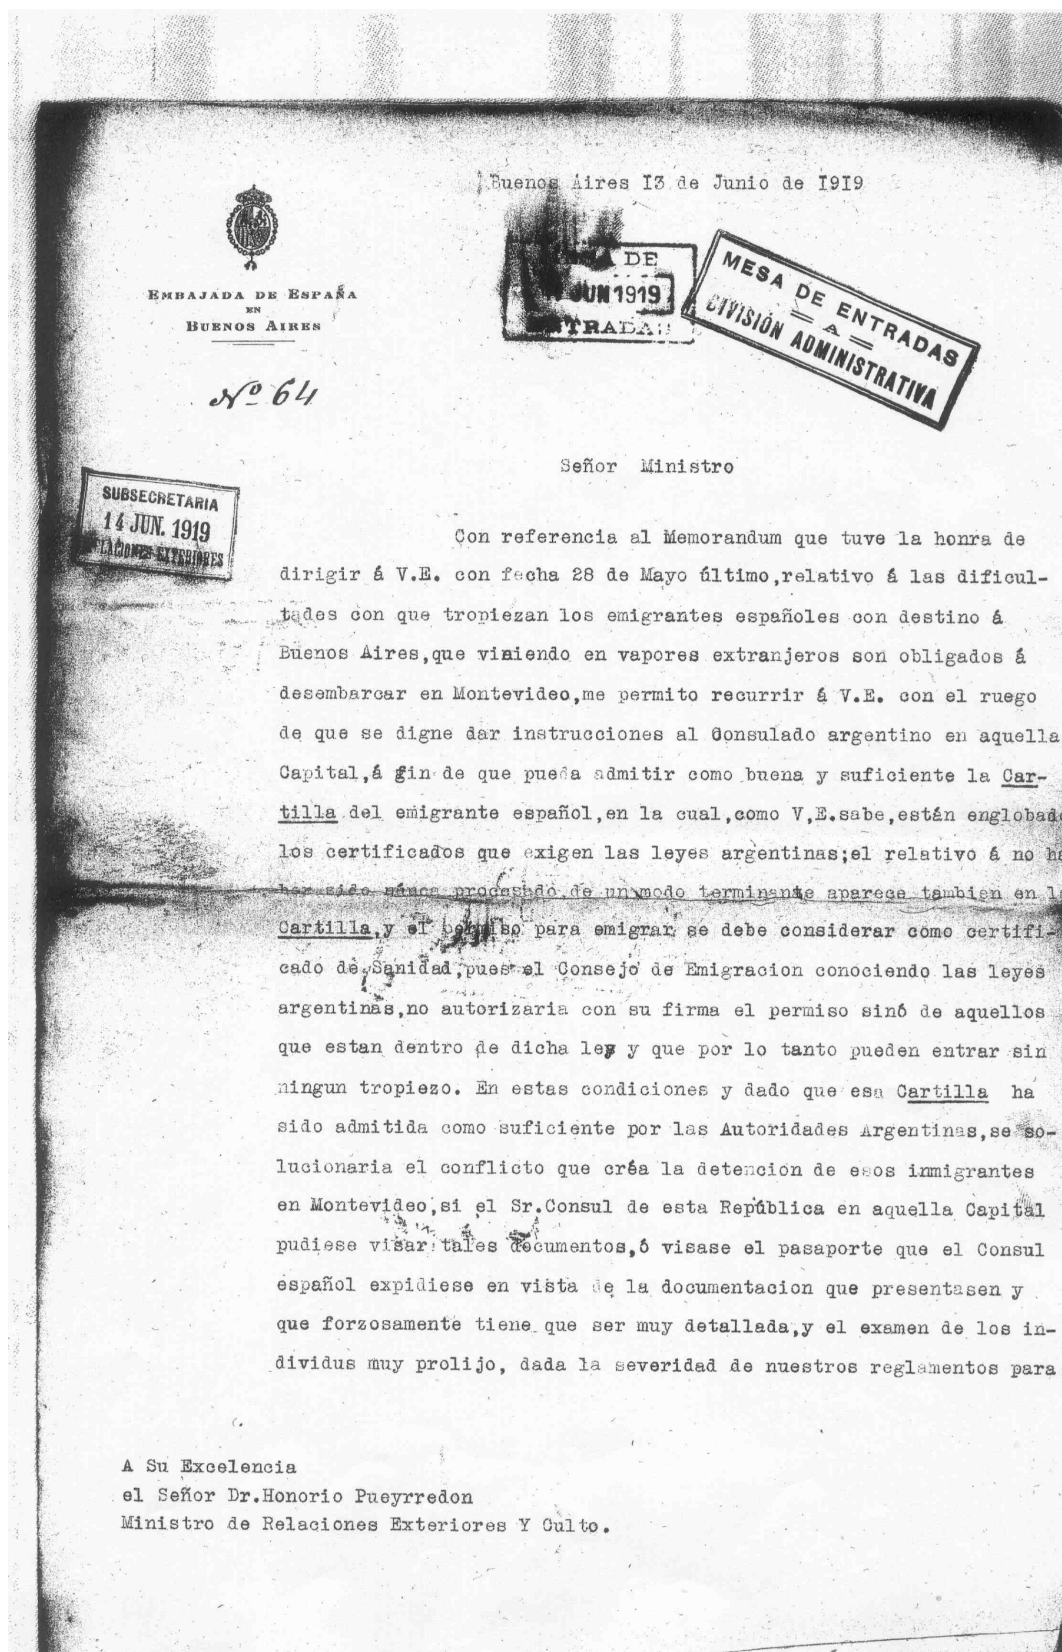 Buenos Aires I3 de Junio de I9I9
EMBAJADA DE ESPAÑA
EN
BUENOS AIRES
Nº 64
DE
JUN 1919
ENTRADAS
MESA DE ENTRADAS
A
DIVISIÓN ADMINISTRATIVA
Señor Ministro
SUBSECRETARIA
14 JUN. 1919
RELACIONES EXTERIORES
Con referencia al Memorandum que tuve la honra de
dirigir á V.E. con fecha 28 de Mayo último,relativo á las dificul-
tades con que tropiezan los emigrantes españoles con destino á
Buenos Aires,que viniendo en vapores extranjeros son obligados á
desembarcar en Montevideo,me permito recurrir á V.E. con el ruego
de que se digne dar instrucciones al Consulado argentino en aquella
Capital,á fin de que pueda admitir como buena y suficiente la Car-
tilla del emigrante español,en la cual,como V,E.sabe,están englobado
los certificados que exigen las leyes argentinas;el relativo á no ha
ber sido núnca procesado de un modo terminante aparece tambien en la
Cartilla,y el permiso para emigrar se debe considerar como certifi-
cado de Sanidad,pues el Consejo de Emigracion conociendo las leyes
argentinas,no autorizaria con su firma el permiso sinó de aquellos
que estan dentro de dicha ley y que por lo tanto pueden entrar sin
ningun tropiezo. En estas condiciones y dado que esa Cartilla ha
sido admitida como suficiente por las Autoridades Argentinas,se so-
lucionaria el conflicto que créa la detencion de esos inmigrantes
en Montevideo,si el Sr.Consul de esta República en aquella Capital
pudiese visar tales documentos,ó visase el pasaporte que el Consul
español expidiese en vista de la documentacion que presentasen y
que forzosamente tiene que ser muy detallada,y el examen de los in-
dividus muy prolijo, dada la severidad de nuestros reglamentos para
A Su Excelencia
el Señor Dr.Honorio Pueyrredon
Ministro de Relaciones Exteriores Y Culto.